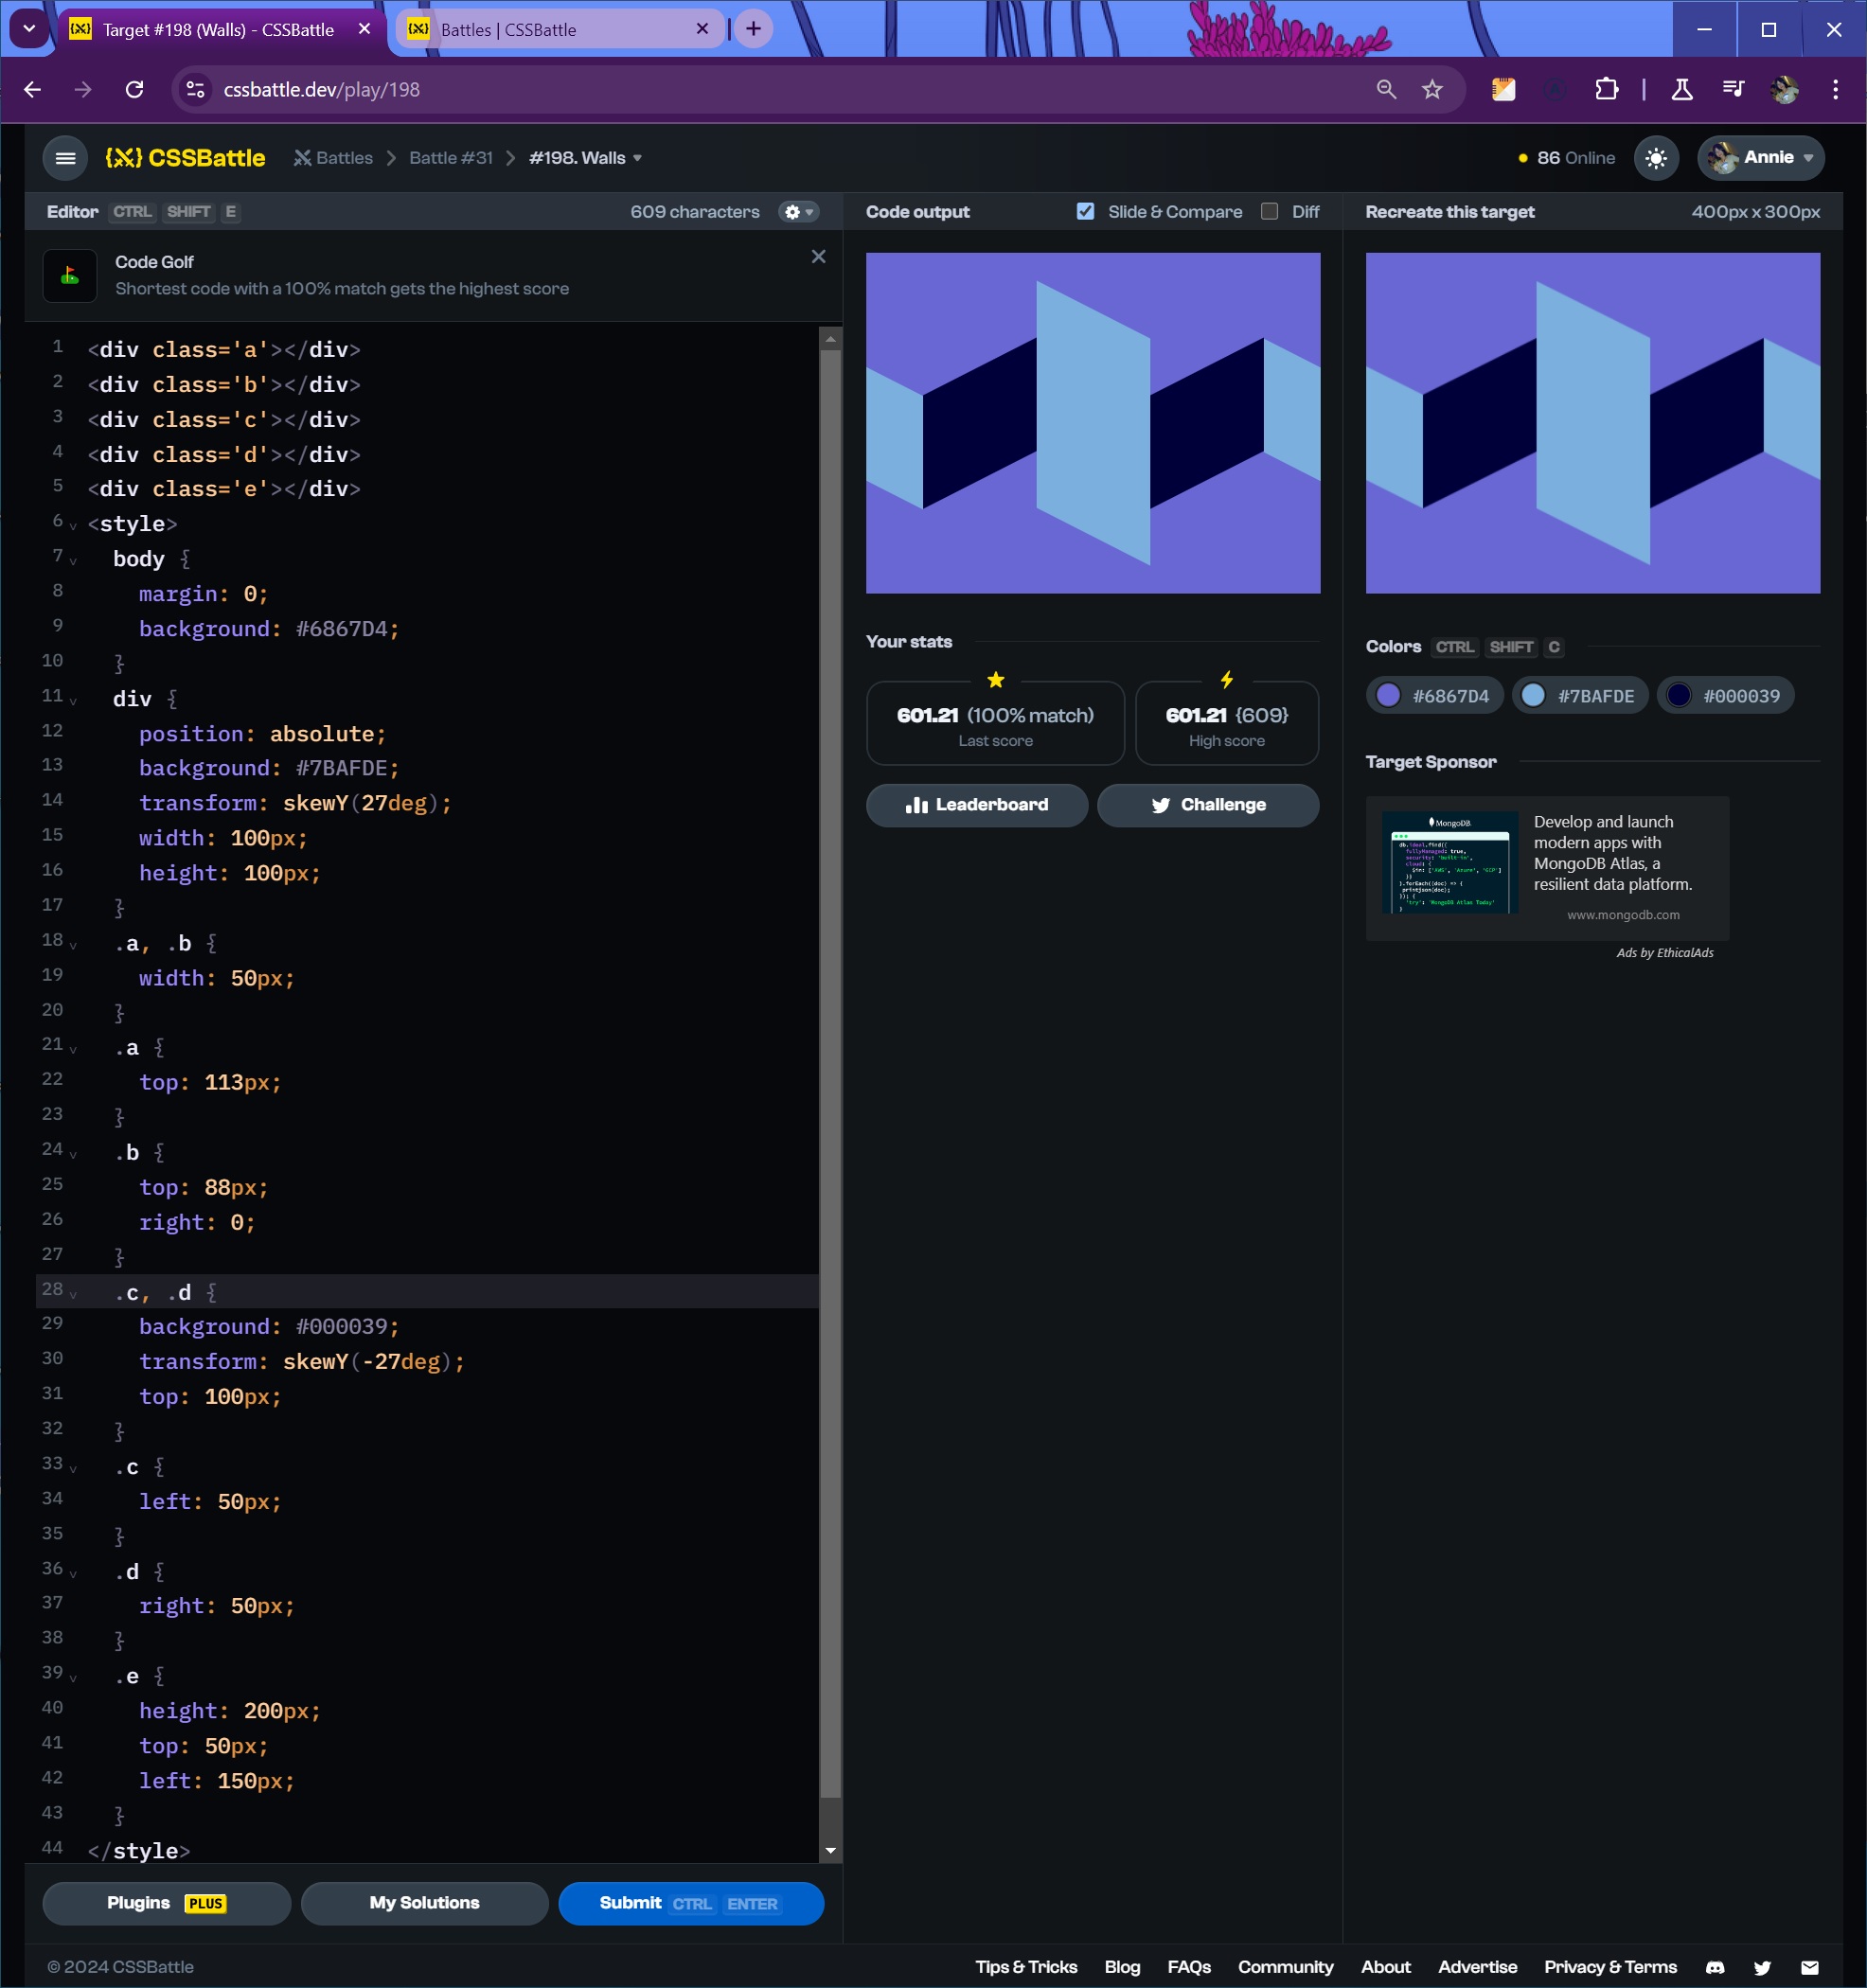 Target #198 (Walls) - CSSBattle
Battles | CSSBattle
cssbattle.dev/play/198
CSSBattle
Battles
Battle #31
#198. Walls
86 Online
Annie
Editor CTRL SHIFT E
609 characters
Code output
Slide & Compare
Diff
Recreate this target
400px x 300px
Code Golf
Shortest code with a 100% match gets the highest score
1 <div class='a'></div>
2 <div class='b'></div>
3 <div class='c'></div>
4 <div class='d'></div>
5 <div class='e'></div>
6 <style>
7 body {
8 margin: 0;
9 background: #6867D4;
10 }
11 div {
12 position: absolute;
13 background: #7BAFDE;
14 transform: skewY(27deg);
15 width: 100px;
16 height: 100px;
17 }
18 .a, .b {
19 width: 50px;
20 }
21 .a {
22 top: 113px;
23 }
24 .b {
25 top: 88px;
26 right: 0;
27 }
28 .c, .d {
29 background: #000039;
30 transform: skewY(-27deg);
31 top: 100px;
32 }
33 .c {
34 left: 50px;
35 }
36 .d {
37 right: 50px;
38 }
39 .e {
40 height: 200px;
41 top: 50px;
42 left: 150px;
43 }
44 </style>
Plugins PLUS
My Solutions
Submit CTRL ENTER
Your stats
601.21 (100% match)
Last score
601.21 {609}
High score
Leaderboard
Challenge
Colors CTRL SHIFT C
#6867D4
#7BAFDE
#000039
Target Sponsor
MongoDB
Develop and launch
modern apps with
MongoDB Atlas, a
resilient data platform.
www.mongodb.com
Ads by EthicalAds
© 2024 CSSBattle
Tips & Tricks
Blog
FAQs
Community
About
Advertise
Privacy & Terms